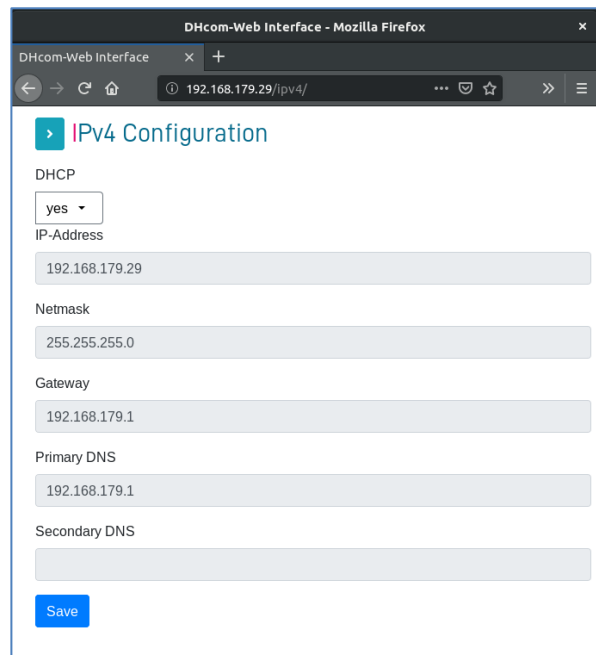 DHcom-Web Interface - Mozilla Firefox
DHcom-Web Interface
192.168.179.29/ipv4/
IPv4 Configuration
DHCP
yes
IP-Address
192.168.179.29
Netmask
255.255.255.0
Gateway
192.168.179.1
Primary DNS
192.168.179.1
Secondary DNS
Save